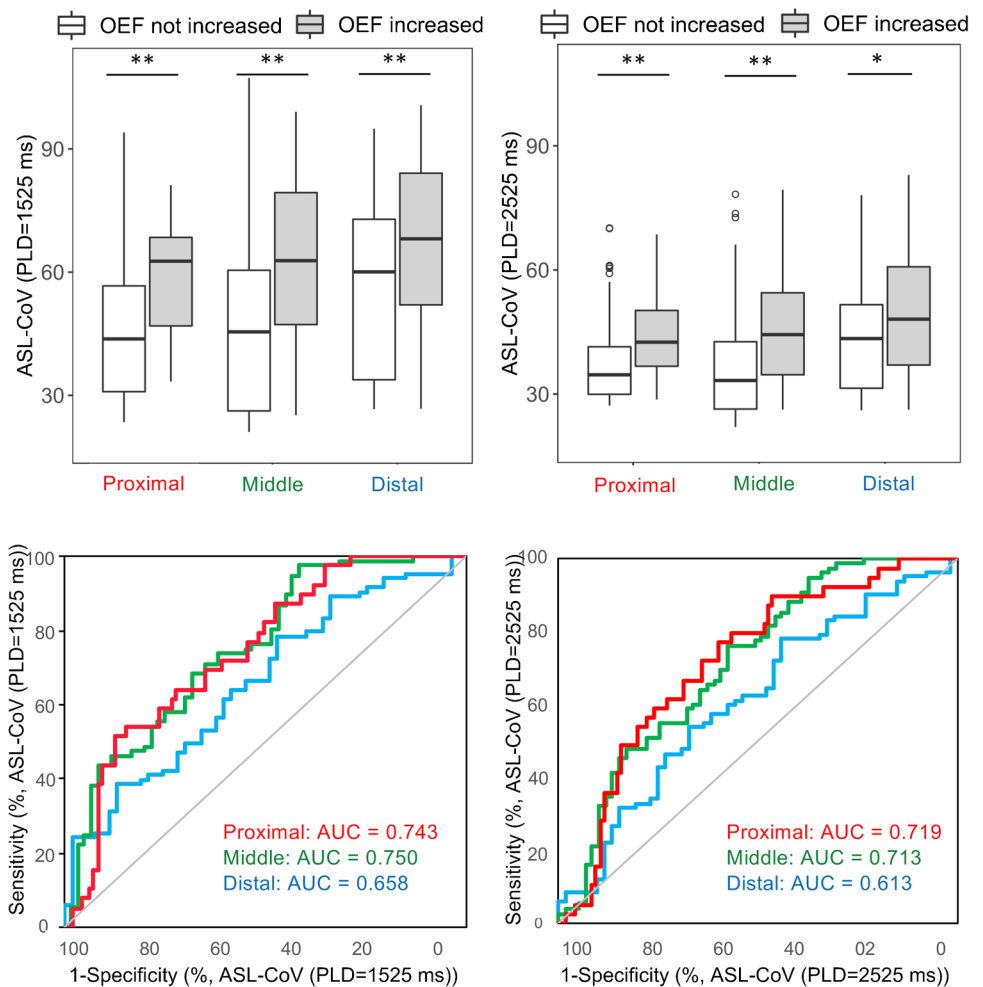 OEF not increased OEF increased
** ** **
90
60
30
ASL-CoV (PLD=1525 ms)
Proximal Middle Distal
OEF not increased OEF increased
** ** *
90
60
30
ASL-CoV (PLD=2525 ms)
Proximal Middle Distal
100
80
60
40
20
0
Sensitivity (%, ASL-CoV (PLD=1525 ms))
Proximal: AUC = 0.743
Middle: AUC = 0.750
Distal: AUC = 0.658
100 80 60 40 20 0
1-Specificity (%, ASL-CoV (PLD=1525 ms))
100
80
60
40
20
0
Sensitivity (%, ASL-CoV (PLD=2525 ms))
Proximal: AUC = 0.719
Middle: AUC = 0.713
Distal: AUC = 0.613
100 80 60 40 02 0
1-Specificity (%, ASL-CoV (PLD=2525 ms))